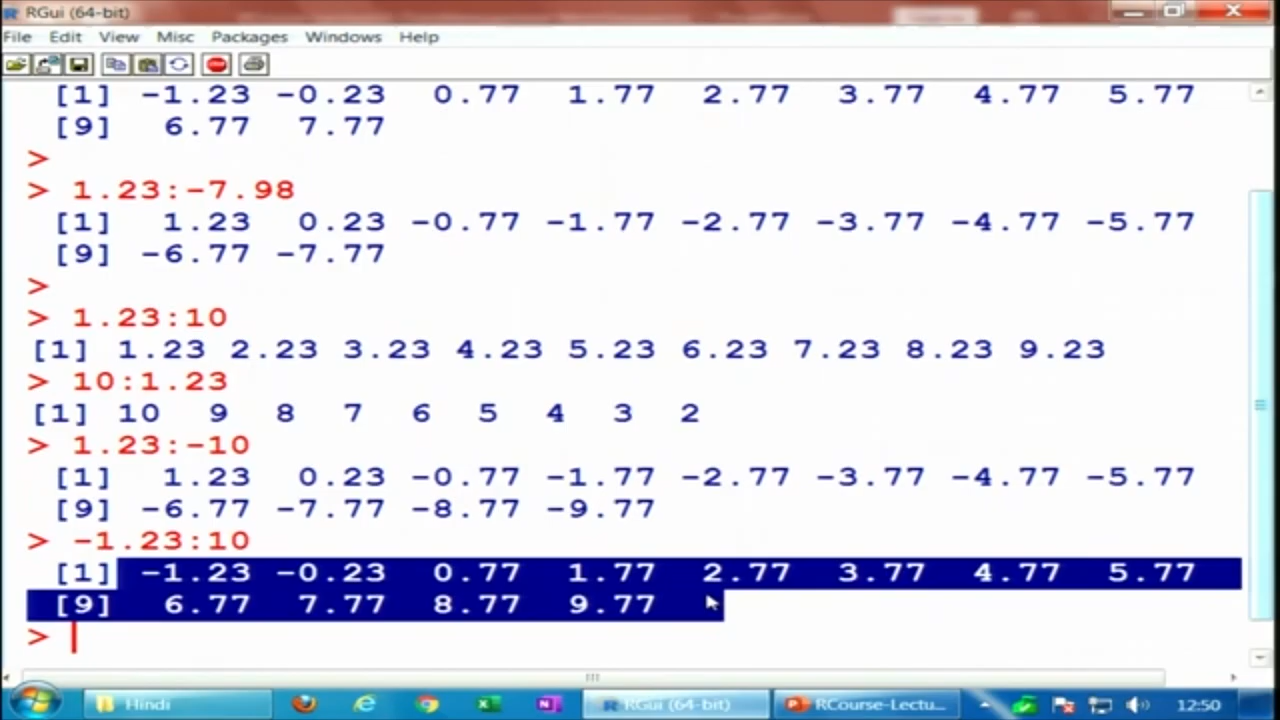 RGui (64-bit)
File Edit View Misc Packages Windows Help
[1] -1.23 -0.23 0.77 1.77 2.77 3.77 4.77 5.77
[9] 6.77 7.77
>
> 1.23:-7.98
[1] 1.23 0.23 -0.77 -1.77 -2.77 -3.77 -4.77 -5.77
[9] -6.77 -7.77
>
> 1.23:10
[1] 1.23 2.23 3.23 4.23 5.23 6.23 7.23 8.23 9.23
> 10:1.23
[1] 10 9 8 7 6 5 4 3 2
> 1.23:-10
[1] 1.23 0.23 -0.77 -1.77 -2.77 -3.77 -4.77 -5.77
[9] -6.77 -7.77 -8.77 -9.77
> -1.23:10
[1] -1.23 -0.23 0.77 1.77 2.77 3.77 4.77 5.77
[9] 6.77 7.77 8.77 9.77
>
Hindi RGui (64-bit) RCourse-Lectu... 12:50